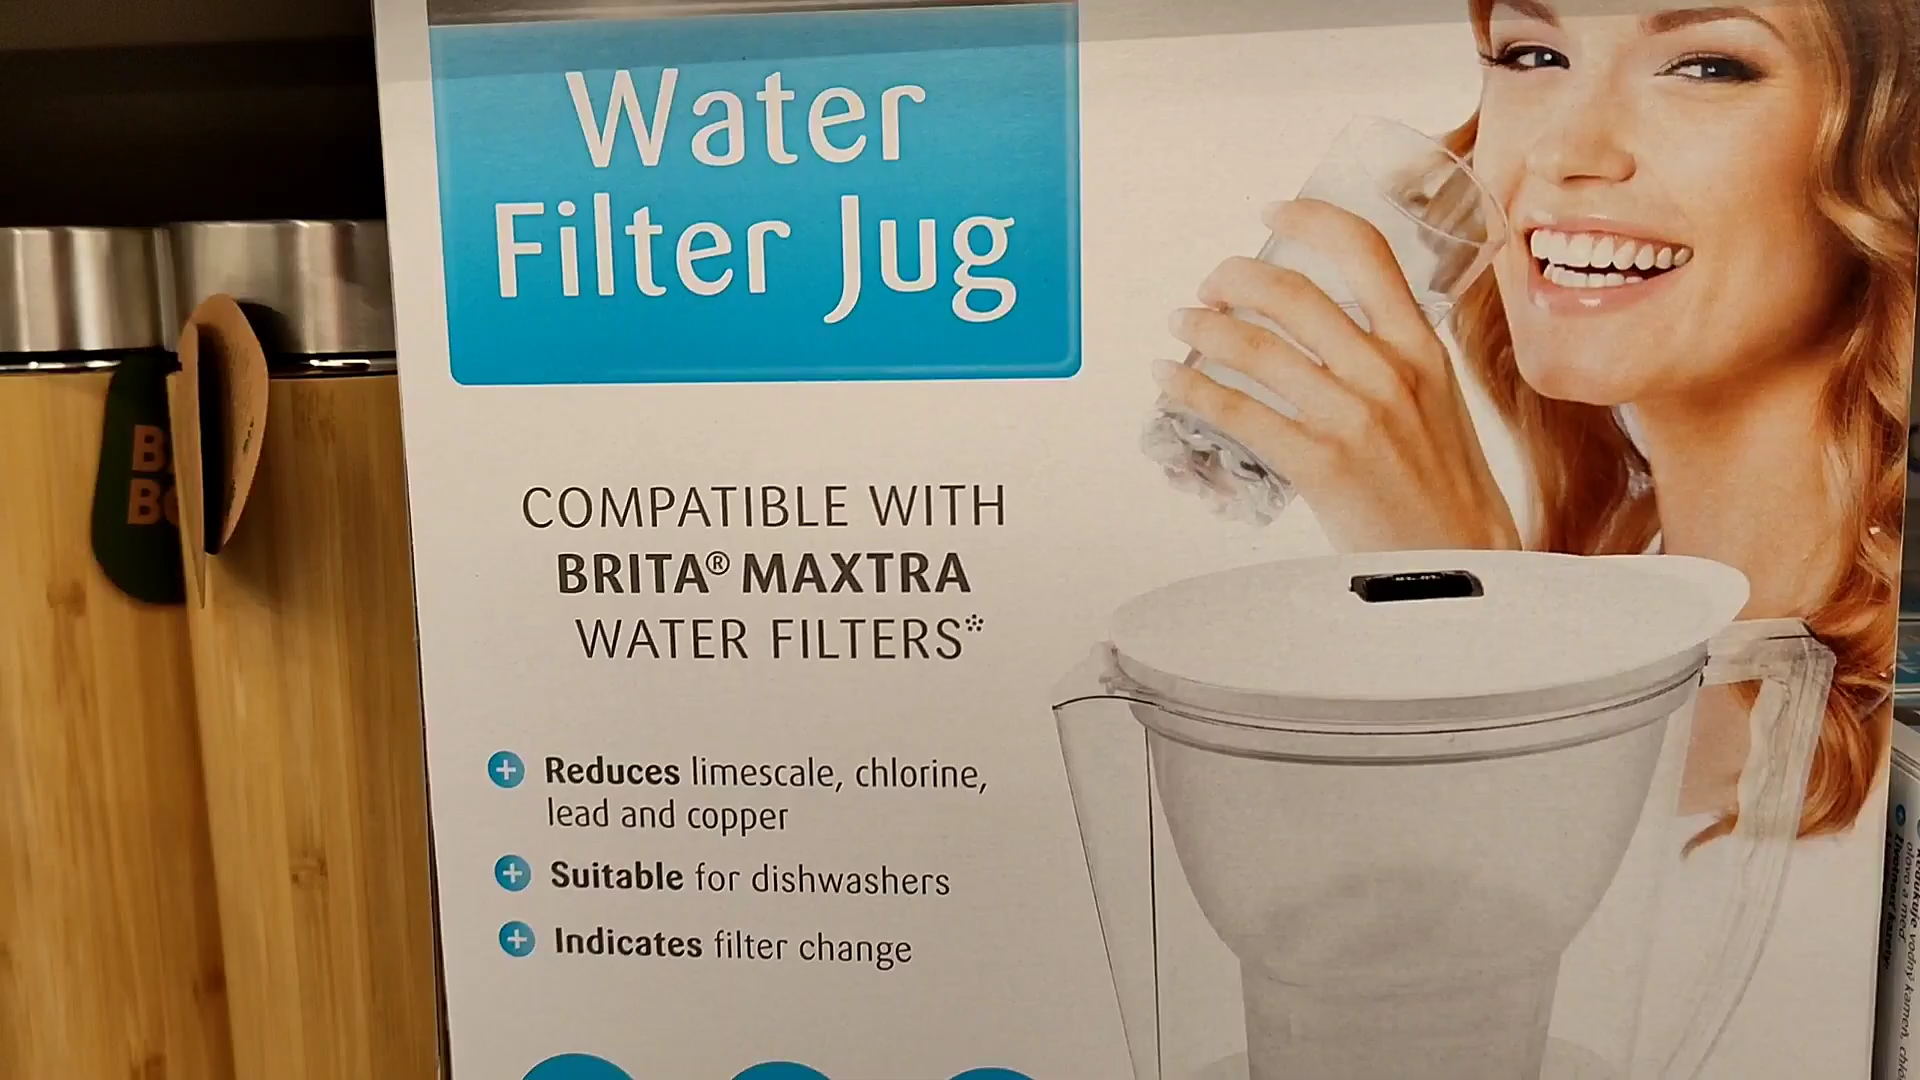 Water
Filter Jug
COMPATIBLE WITH
BRITA® MAXTRA
WATER FILTERS*
Reduces limescale, chlorine,
lead and copper
Suitable for dishwashers
Indicates filter change